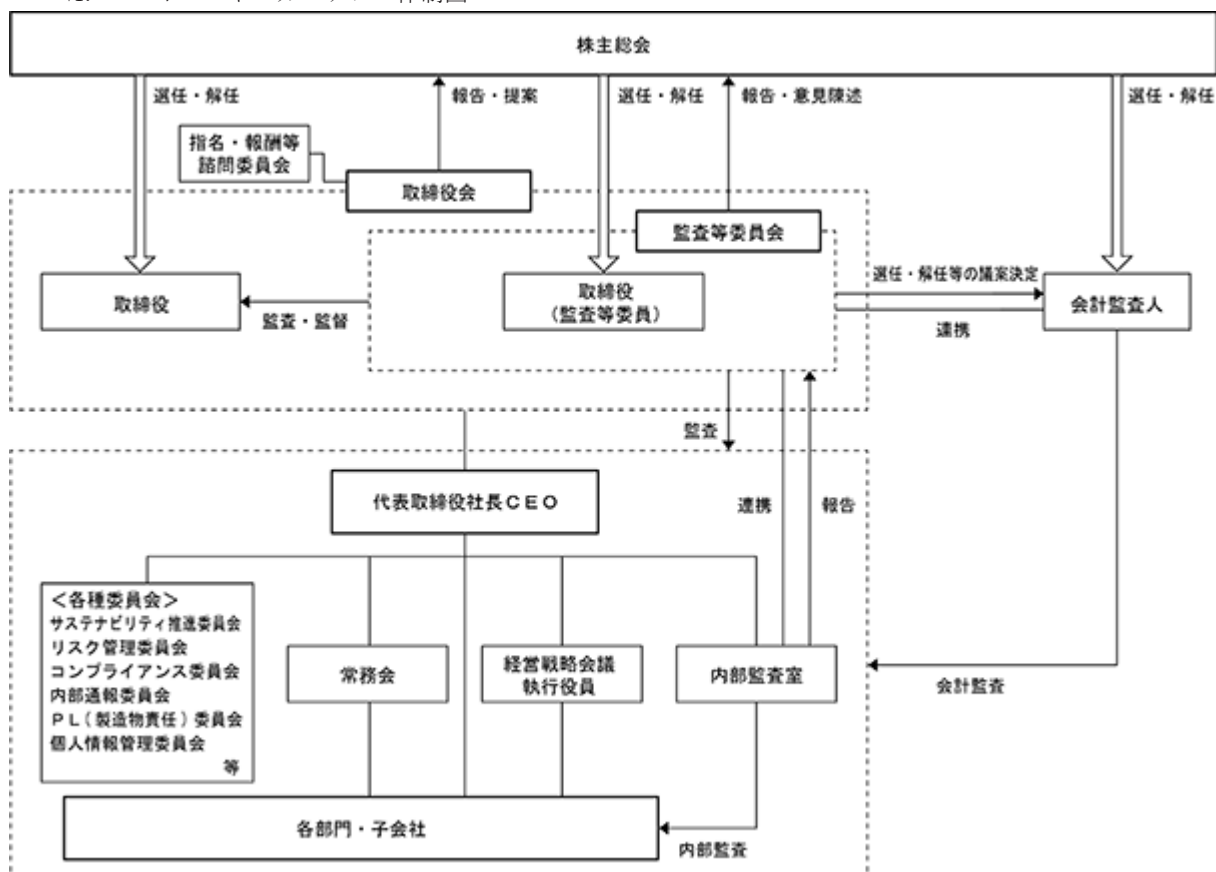 株主総会
選任・解任
報告・提案
選任・解任
報告・意見陳述
選任・解任
指名・報酬等
諮問委員会
取締役会
監査等委員会
取締役
監査・監督
取締役
(監査等委員)
選任・解任等の議案決定
連携
会計監査人
監査
代表取締役社長CEO
連携
報告
<各種委員会>
サステナビリティ推進委員会
リスク管理委員会
コンプライアンス委員会
内部通報委員会
PL(製造物責任)委員会
個人情報管理委員会
等
常務会
経営戦略会議
執行役員
内部監査室
会計監査
各部門・子会社
内部監査